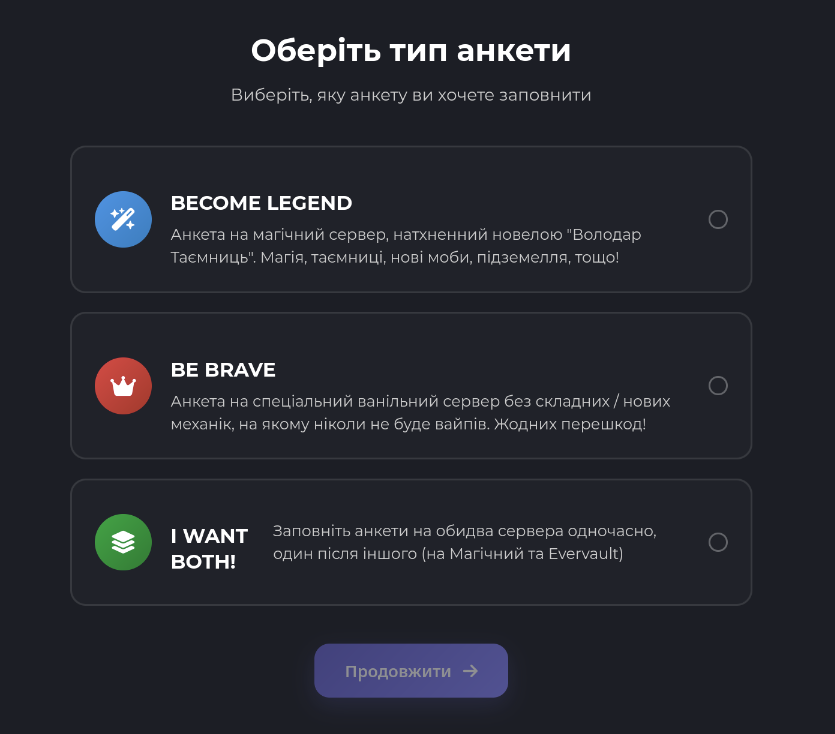 Оберіть тип анкети
Виберіть, яку анкету ви хочете заповнити
BECOME LEGEND
Анкета на магічний сервер, натхненний новелою "Володар
Таємниць". Магія, таємниці, нові моби, підземелля, тощо!
BE BRAVE
Анкета на спеціальний ванільний сервер без складних / нових
механік, на якому ніколи не буде вайпів. Жодних перешкод!
I WANT
BOTH!
Заповніть анкети на обидва сервера одночасно,
один після іншого (на Магічний та Evervault)
Продовжити